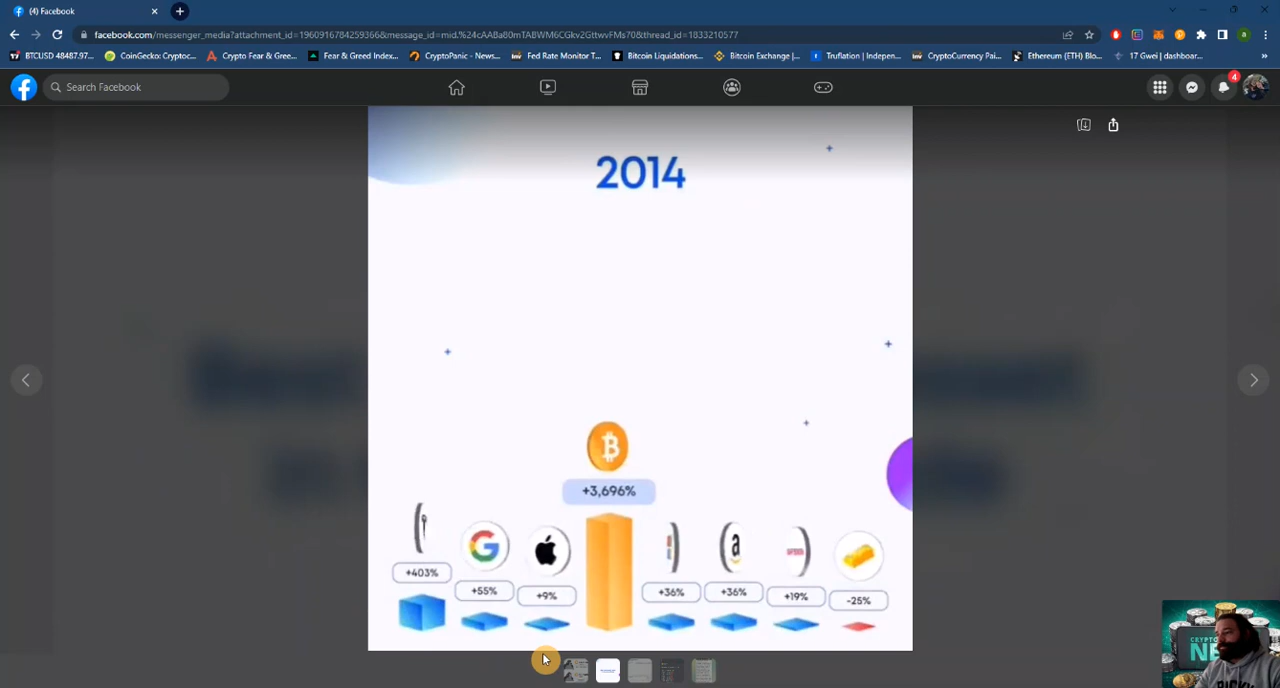 (4) Facebook
facebook.com/messenger_media?attachment_id=1960916784259366&message_id=mid.%24cAABa80mTABWM6CGkv2GttwvFMs70&thread_id=1833210577
BTCUSD 48487.97...
CoinGecko: Cryptoc...
Crypto Fear & Gree...
Fear & Greed Index...
CryptoPanic - News...
Fed Rate Monitor T...
Bitcoin Liquidations...
Bitcoin Exchange |...
Truflation | Indepen...
CryptoCurrency Pai...
Ethereum (ETH) Blo...
17 Gwei | dashboar...
Search Facebook
4
2014
+3,696%
+403%
+55%
+9%
+36%
+36%
+19%
-25%